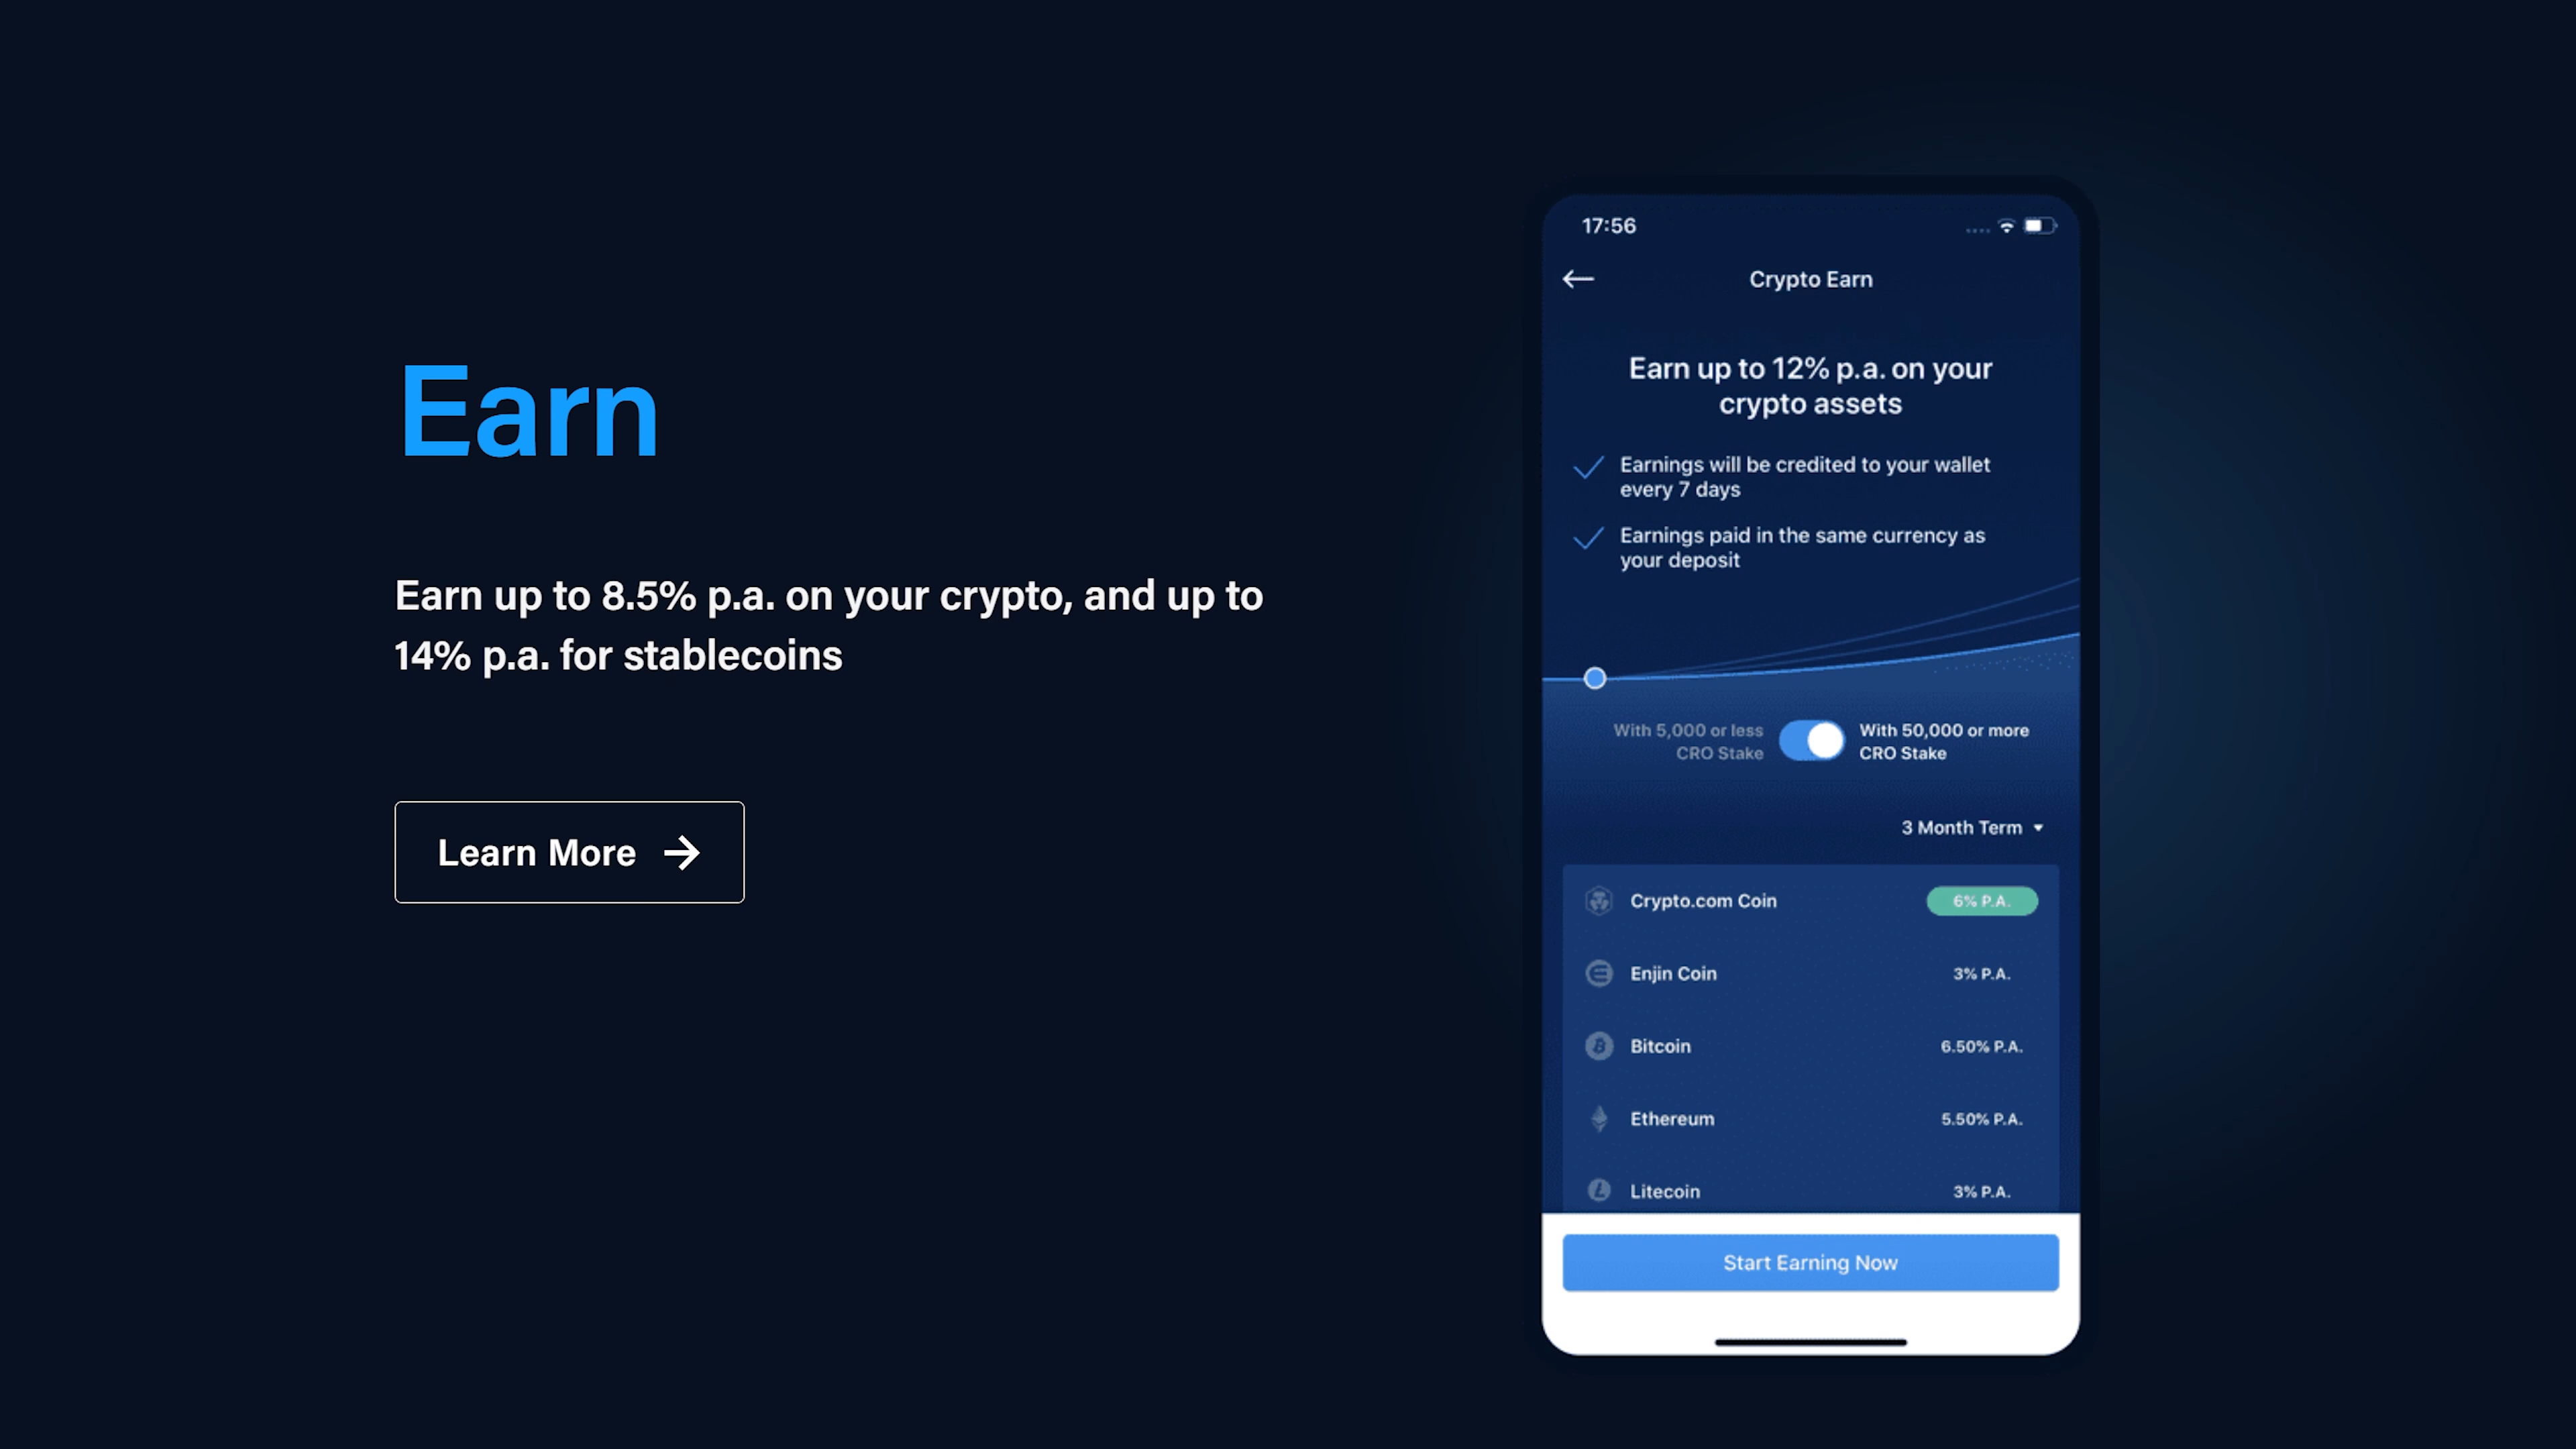 Earn
Earn up to 8.5% p.a. on your crypto, and up to
14% p.a. for stablecoins
Learn More
17:56
Crypto Earn
Earn up to 12% p.a. on your
crypto assets
Earnings will be credited to your wallet
every 7 days
Earnings paid in the same currency as
your deposit
With 5,000 or less
CRO Stake
With 50,000 or more
CRO Stake
3 Month Term
Crypto.com Coin 6% P.A.
Enjin Coin 3% P.A.
Bitcoin 6.50% P.A.
Ethereum 5.50% P.A.
Litecoin 3% P.A.
Start Earning Now